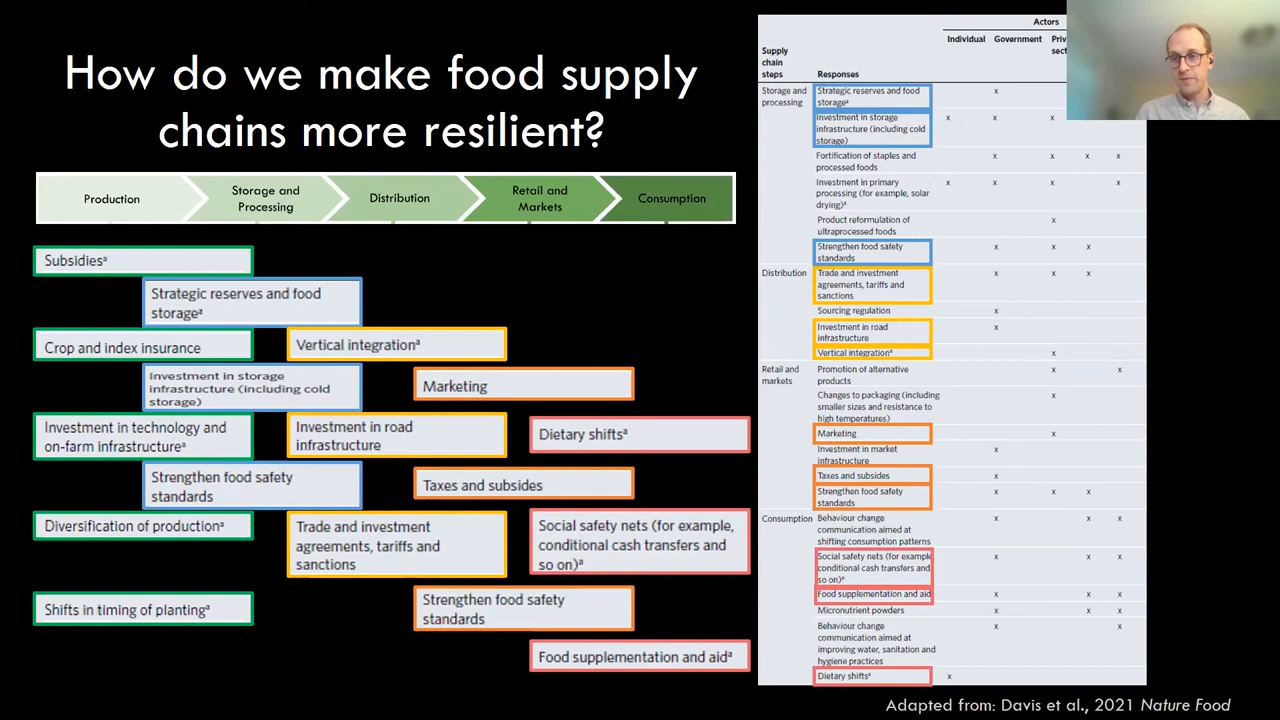 How do we make food supply
chains more resilient?
Production
Storage and
Processing
Distribution
Retail and
Markets
Consumption
Subsidiesᵃ
Strategic reserves and food
storageᵃ
Crop and index insurance
Vertical integrationᵃ
Investment in storage
infrastructure (including cold
storage)
Marketing
Investment in technology and
on-farm infrastructureᵃ
Investment in road
infrastructure
Dietary shiftsᵃ
Strengthen food safety
standards
Taxes and subsides
Diversification of productionᵃ
Trade and investment
agreements, tariffs and
sanctions
Social safety nets (for example,
conditional cash transfers and
so on)ᵃ
Shifts in timing of plantingᵃ
Strengthen food safety
standards
Food supplementation and aidᵃ
Actors
Individual Government
Supply
chain
steps
Responses
Storage and
processing
Strategic reserves and food
storageᵃ
x
Investment in storage
infrastructure (including cold
storage)
x x x
Fortification of staples and
processed foods
x x x x
Investment in primary
processing (for example, solar
drying)ᵃ
x x x x
Product reformulation of
ultraprocessed foods
x
Strengthen food safety
standards
x x x
Distribution
Trade and investment
agreements, tariffs and
sanctions
x x x
Sourcing regulation
x
Investment in road
infrastructure
x
Vertical integrationᵃ
x
Retail and
markets
Promotion of alternative
products
x x
Changes to packaging (including
smaller sizes and resistance to
high temperatures)
x
Marketing
x
Investment in market
infrastructure
x
Taxes and subsides
x
Strengthen food safety
standards
x x x
Consumption
Behaviour change
communication aimed at
shifting consumption patterns
x x x
Social safety nets (for example
conditional cash transfers and
so on)ᵃ
x x x
Food supplementation and aid
x x x
Micronutrient powders
x x x
Behaviour change
communication aimed at
improving water, sanitation and
hygiene practices
x x
Dietary shiftsᵃ
x
Adapted from: Davis et al., 2021 Nature Food